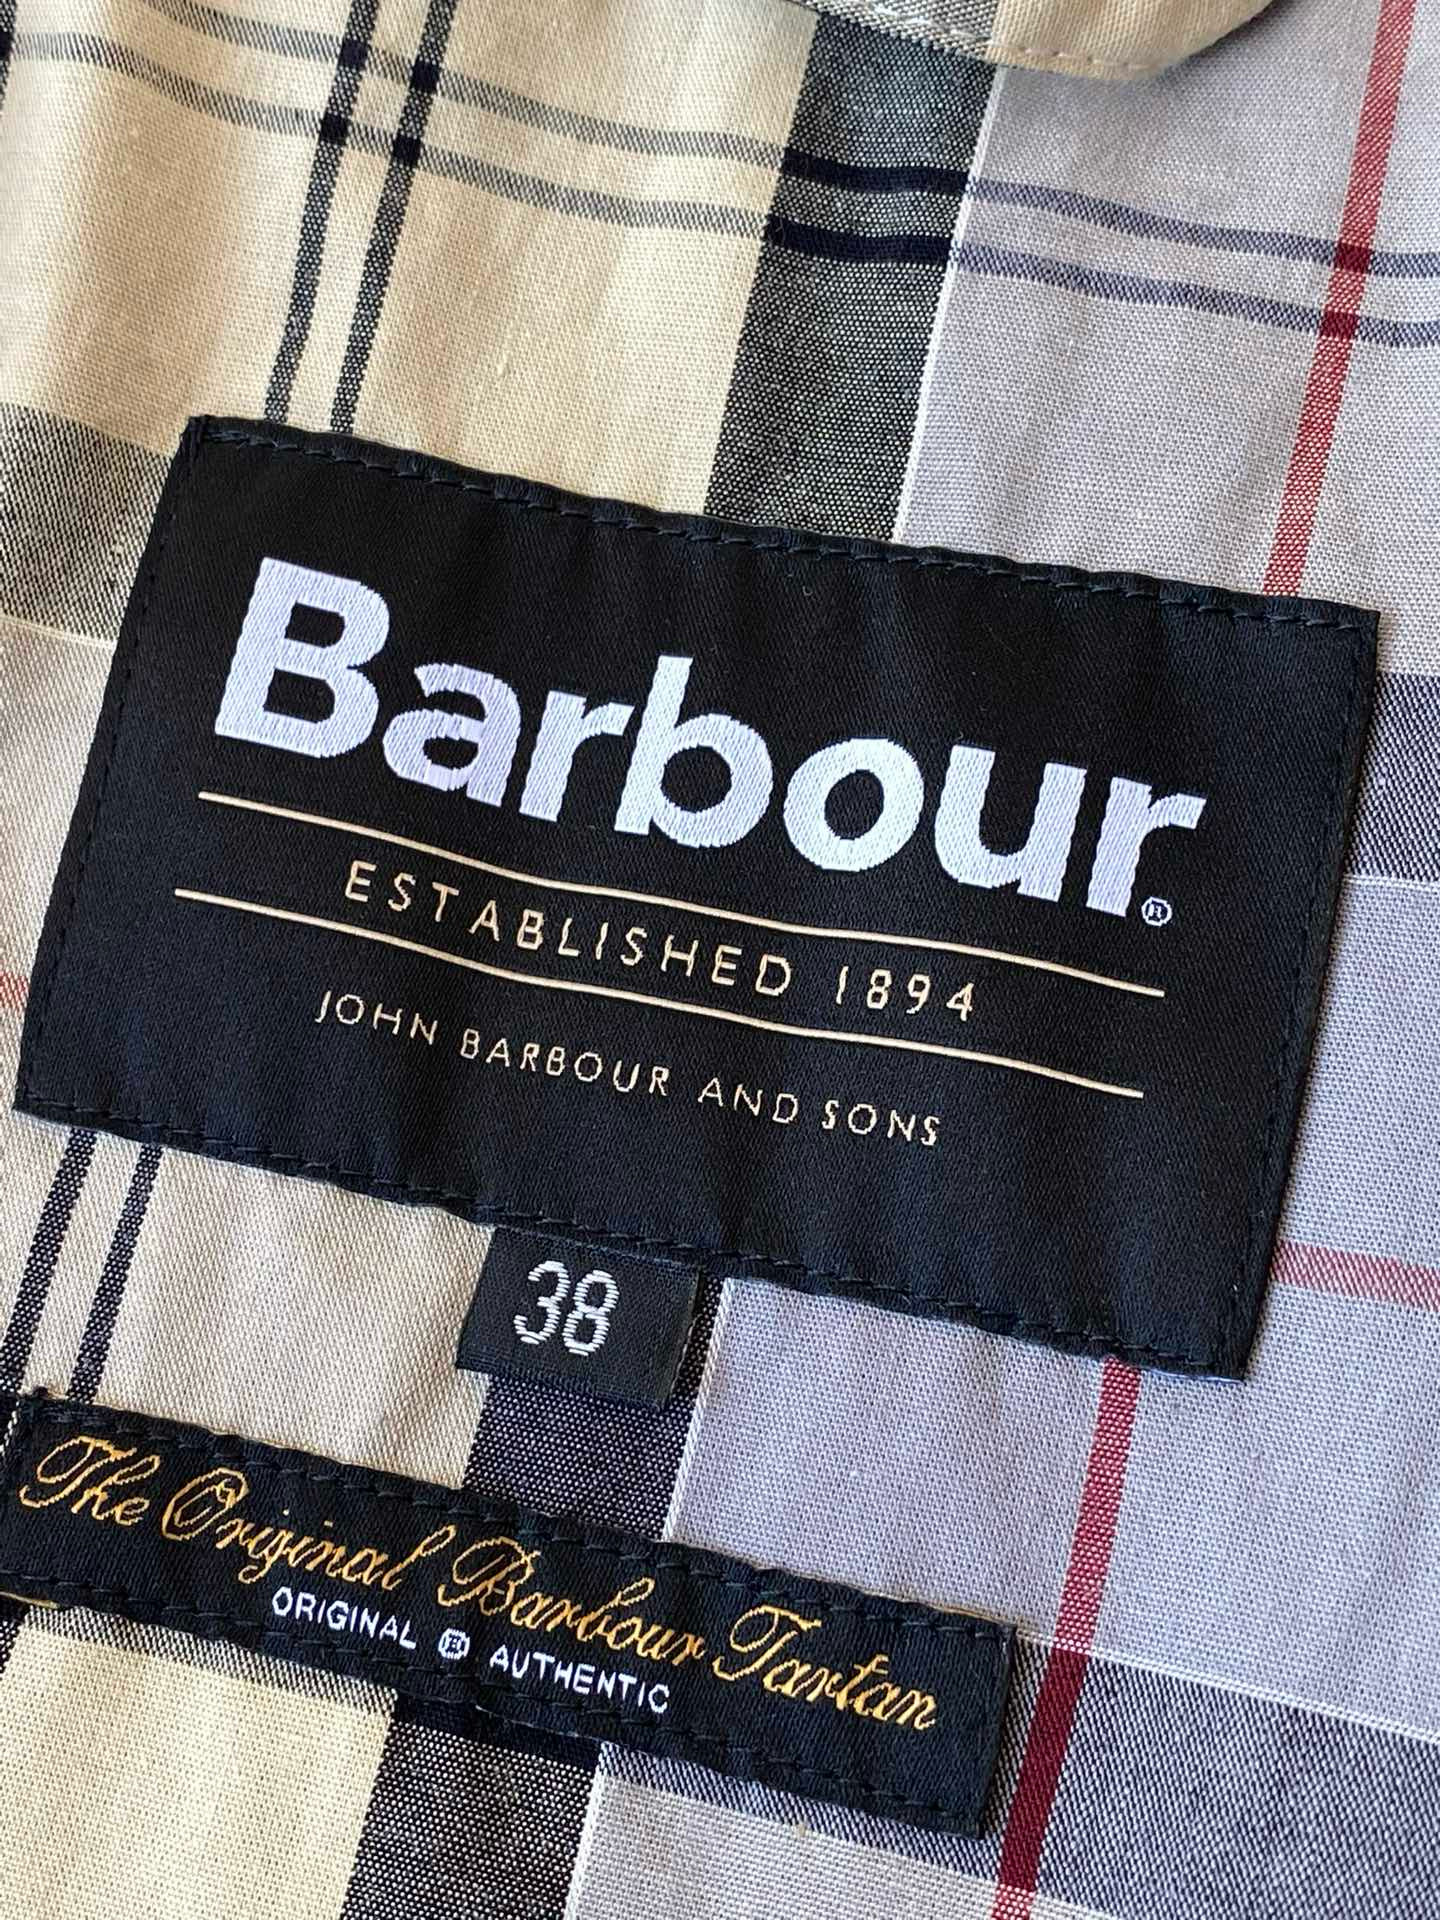 Barbour®
ESTABLISHED 1894
JOHN BARBOUR AND SONS
38
The Original Barbour Tartan
ORIGINAL ® AUTHENTIC